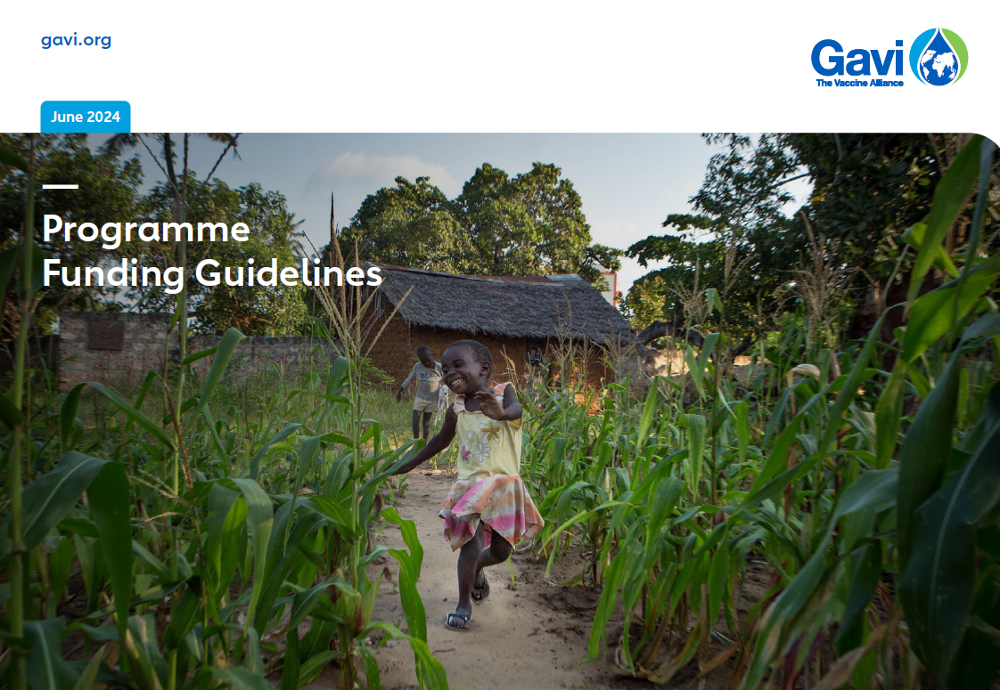 gavi.org
Gavi
The Vaccine Alliance
June 2024
Programme
Funding Guidelines